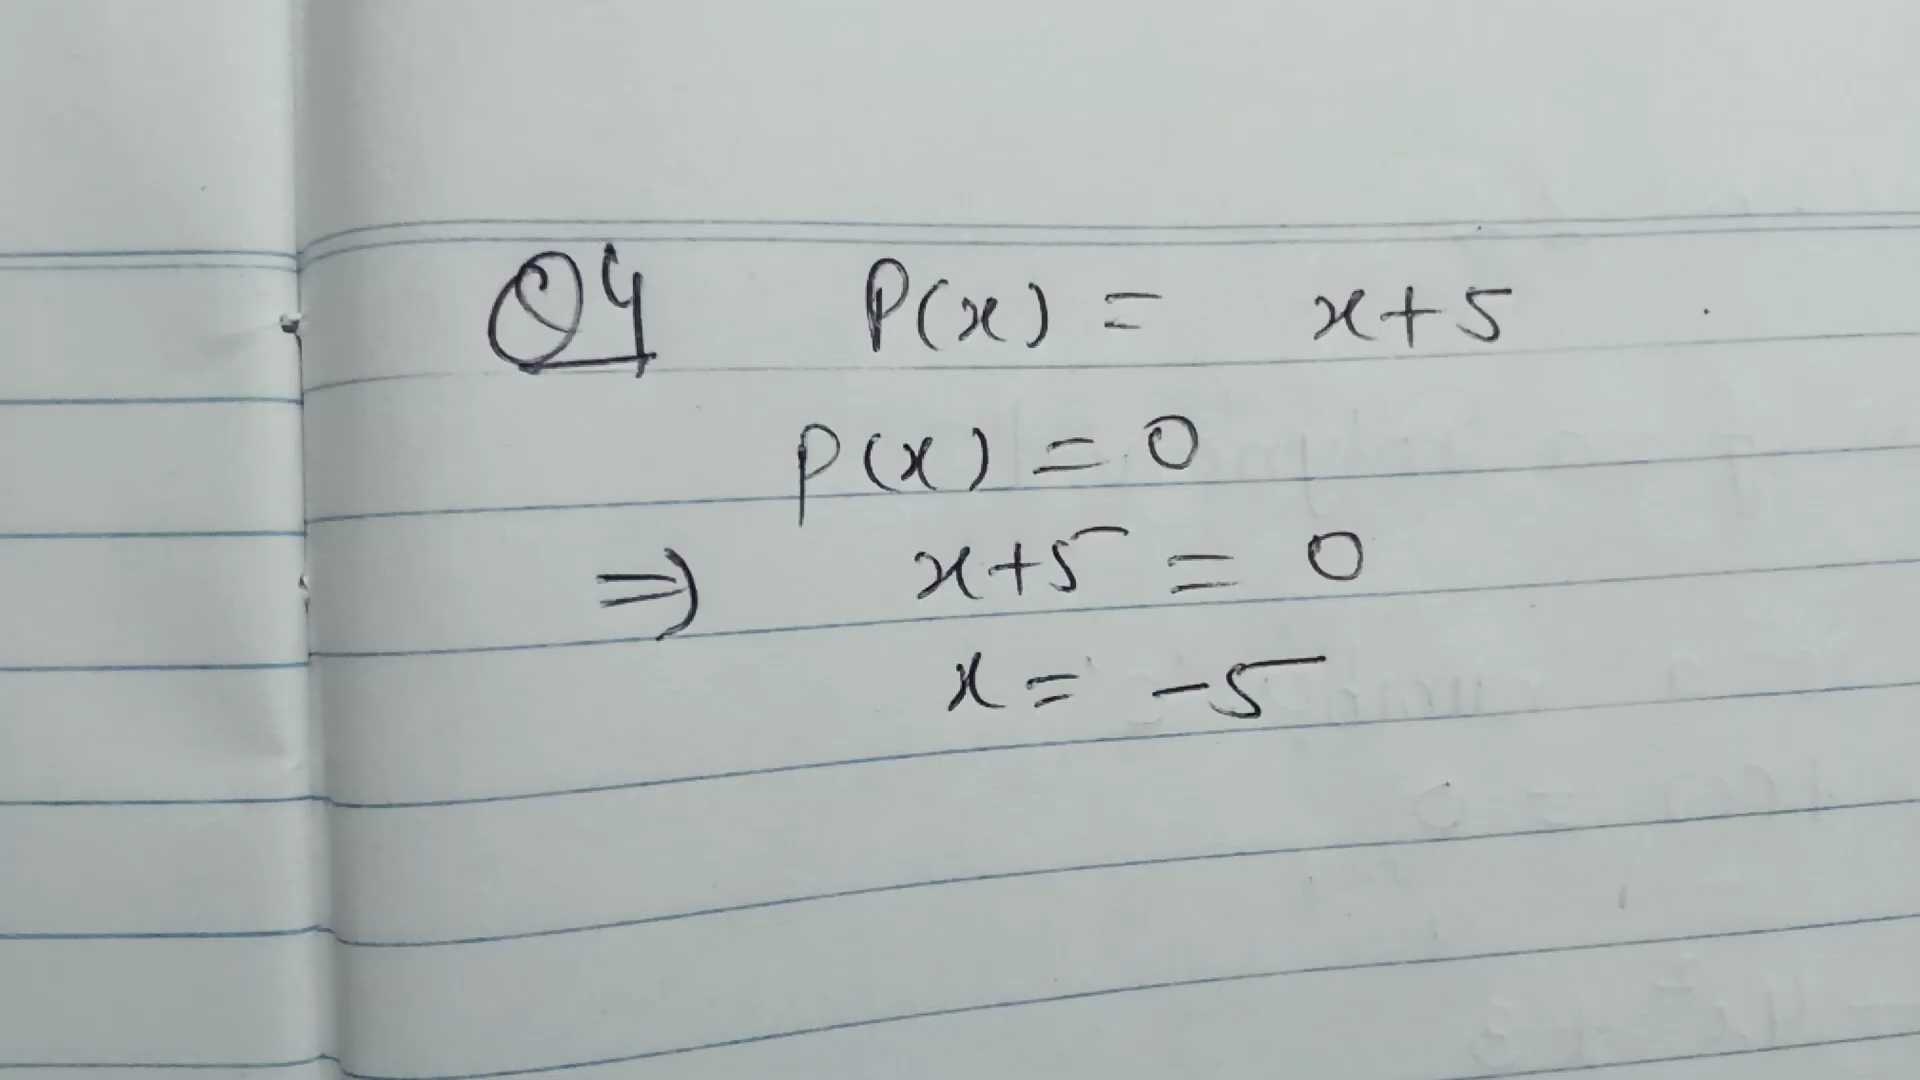 Q4 P(x) = x+5
P(x) = 0
⇒ x+5 = 0
x = -5